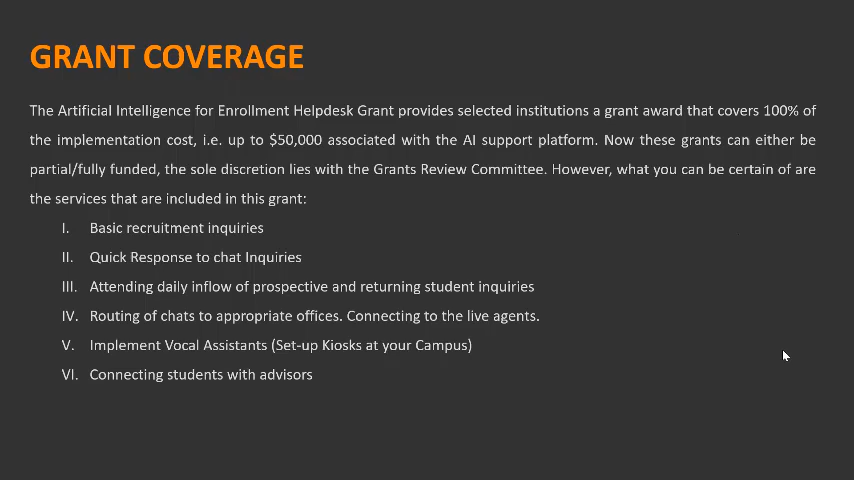 GRANT COVERAGE
The Artificial Intelligence for Enrollment Helpdesk Grant provides selected institutions a grant award that covers 100% of
the implementation cost, i.e. up to $50,000 associated with the AI support platform. Now these grants can either be
partial/fully funded, the sole discretion lies with the Grants Review Committee. However, what you can be certain of are
the services that are included in this grant:
I. Basic recruitment inquiries
II. Quick Response to chat Inquiries
III. Attending daily inflow of prospective and returning student inquiries
IV. Routing of chats to appropriate offices. Connecting to the live agents.
V. Implement Vocal Assistants (Set-up Kiosks at your Campus)
VI. Connecting students with advisors